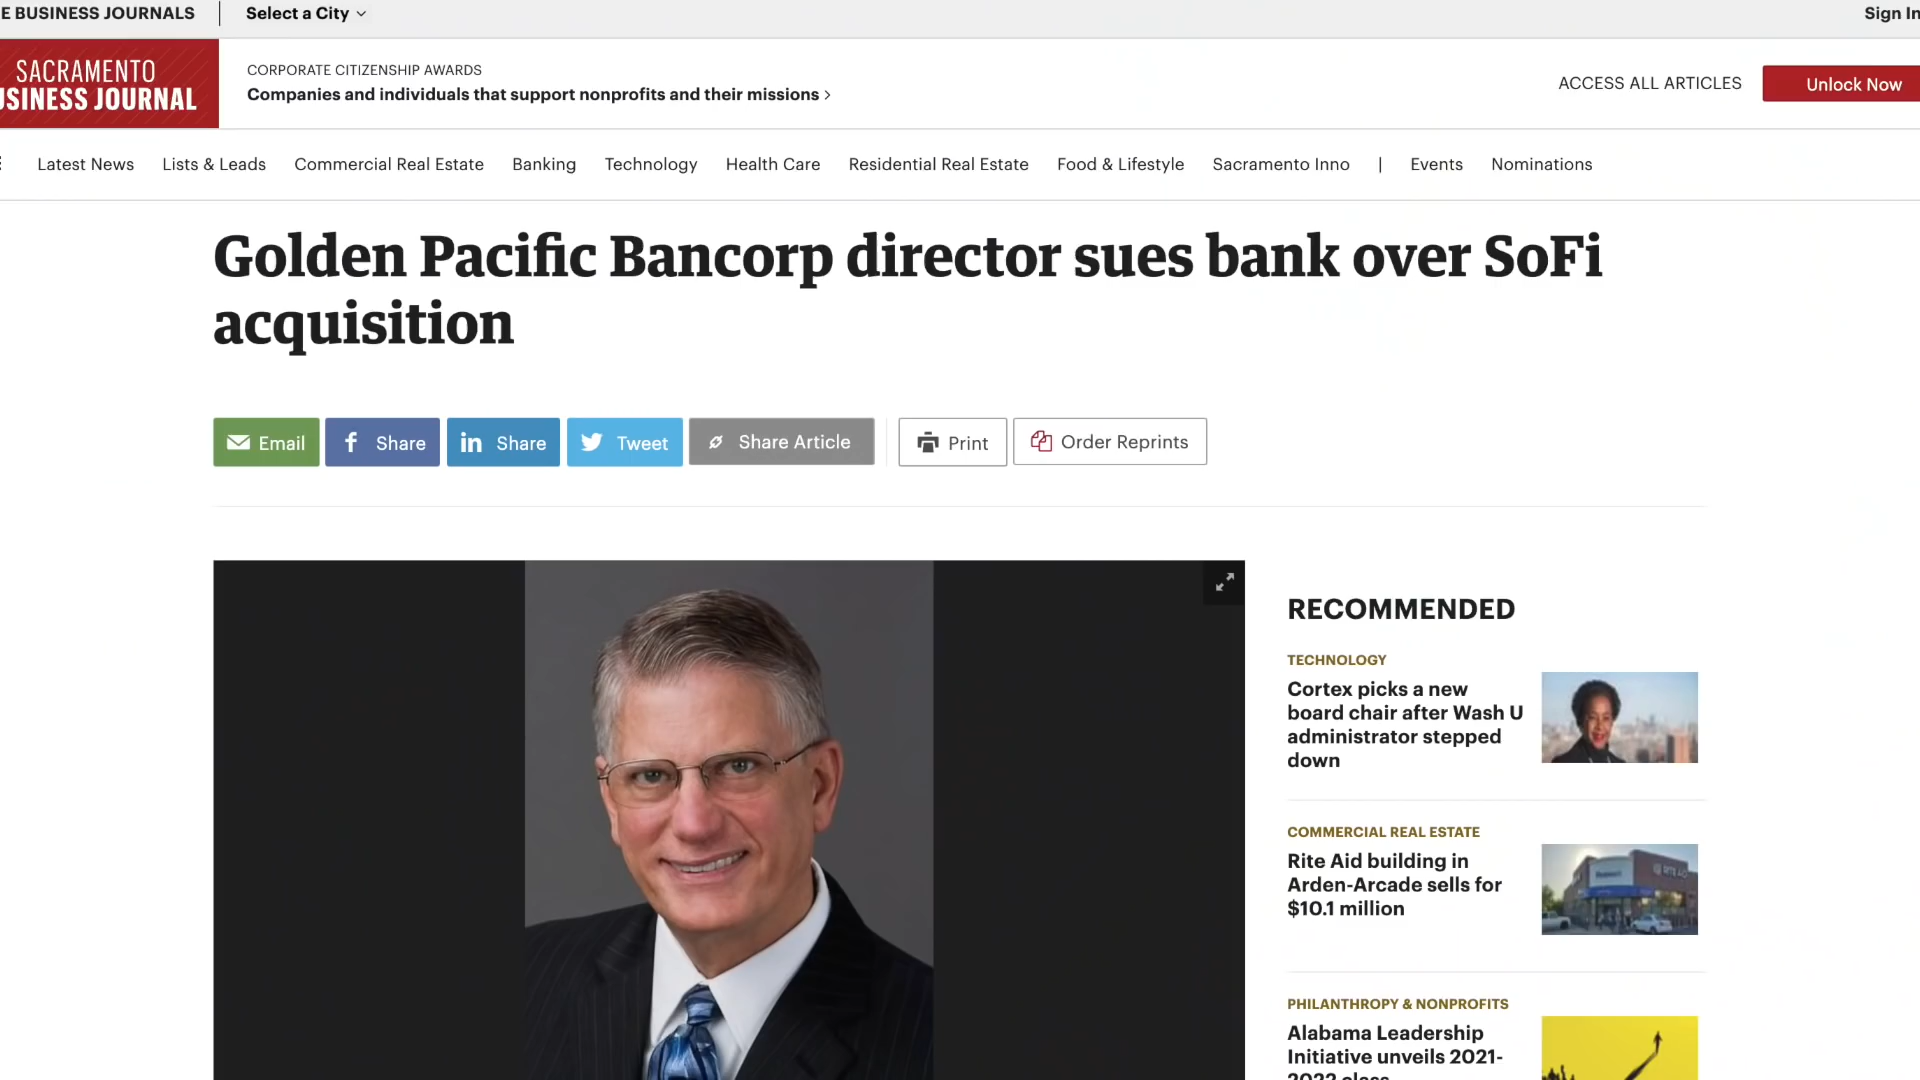 E BUSINESS JOURNALS
Select a City
Sign In
SACRAMENTO
USINESS JOURNAL
CORPORATE CITIZENSHIP AWARDS
Companies and individuals that support nonprofits and their missions >
ACCESS ALL ARTICLES
Unlock Now
Latest News Lists & Leads Commercial Real Estate Banking Technology Health Care Residential Real Estate Food & Lifestyle Sacramento Inno | Events Nominations
Golden Pacific Bancorp director sues bank over SoFi
acquisition
Email Share Share Tweet Share Article Print Order Reprints
RECOMMENDED
TECHNOLOGY
Cortex picks a new
board chair after Wash U
administrator stepped
down
COMMERCIAL REAL ESTATE
Rite Aid building in
Arden-Arcade sells for
$10.1 million
PHILANTHROPY & NONPROFITS
Alabama Leadership
Initiative unveils 2021-
2022 class